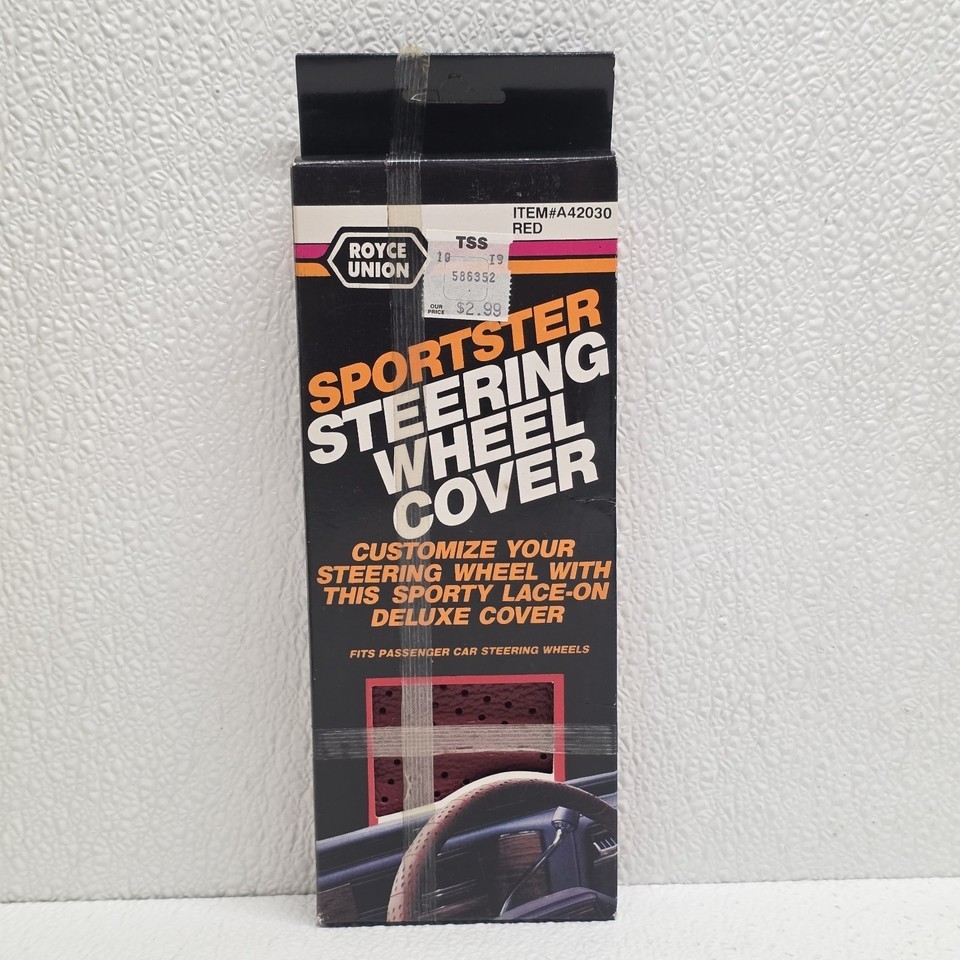 ITEM#A42030
RED
ROYCE
UNION
TSS
10 I9
586352
OUR
PRICE $2.99
SPORTSTER
STEERING
WHEEL
COVER
CUSTOMIZE YOUR
STEERING WHEEL WITH
THIS SPORTY LACE-ON
DELUXE COVER
FITS PASSENGER CAR STEERING WHEELS